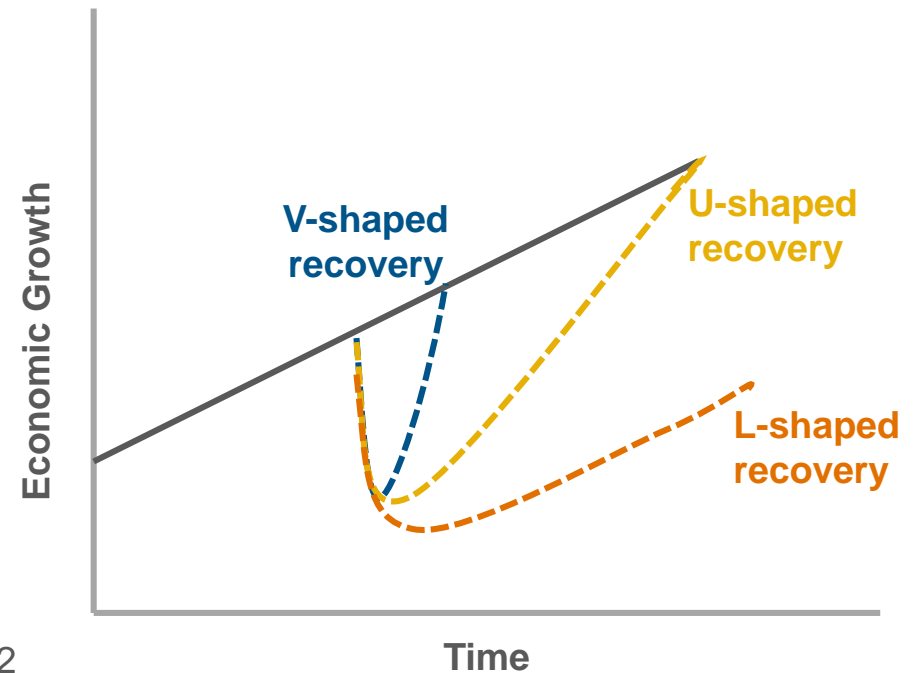 V-shaped
recovery
U-shaped
recovery
Economic Growth
L-shaped
recovery
Time
2